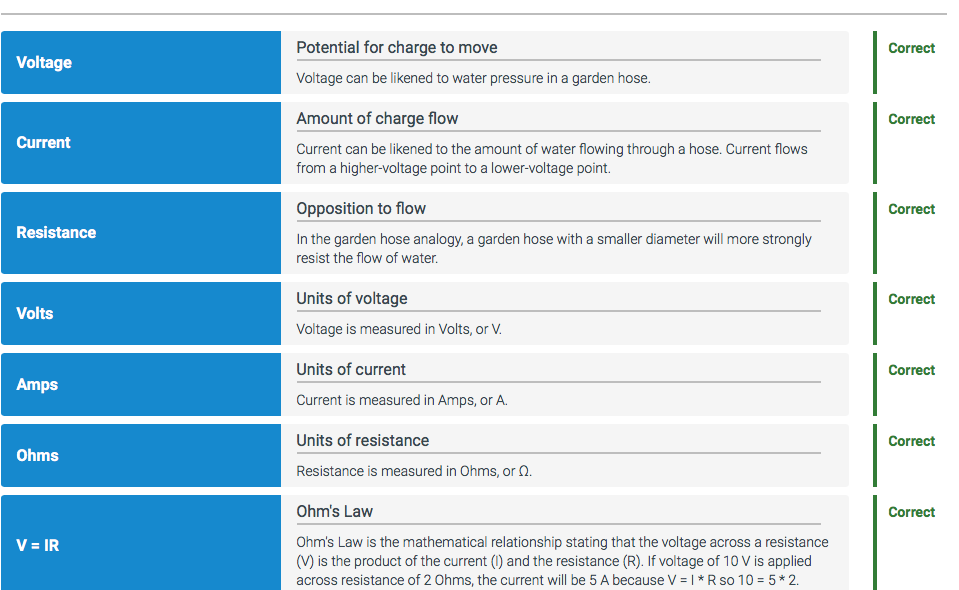 Voltage
Potential for charge to move
Correct
Voltage can be likened to water pressure in a garden hose.
Current
Amount of charge flow
Correct
Current can be likened to the amount of water flowing through a hose. Current flows
from a higher-voltage point to a lower-voltage point.
Resistance
Opposition to flow
Correct
In the garden hose analogy, a garden hose with a smaller diameter will more strongly
resist the flow of water.
Volts
Units of voltage
Correct
Voltage is measured in Volts, or V.
Amps
Units of current
Correct
Current is measured in Amps, or A.
Ohms
Units of resistance
Correct
Resistance is measured in Ohms, or Ω.
V = IR
Ohm's Law
Correct
Ohm's Law is the mathematical relationship stating that the voltage across a resistance
(V) is the product of the current (I) and the resistance (R). If voltage of 10 V is applied
across resistance of 2 Ohms, the current will be 5 A because V = I * R so 10 = 5 * 2.